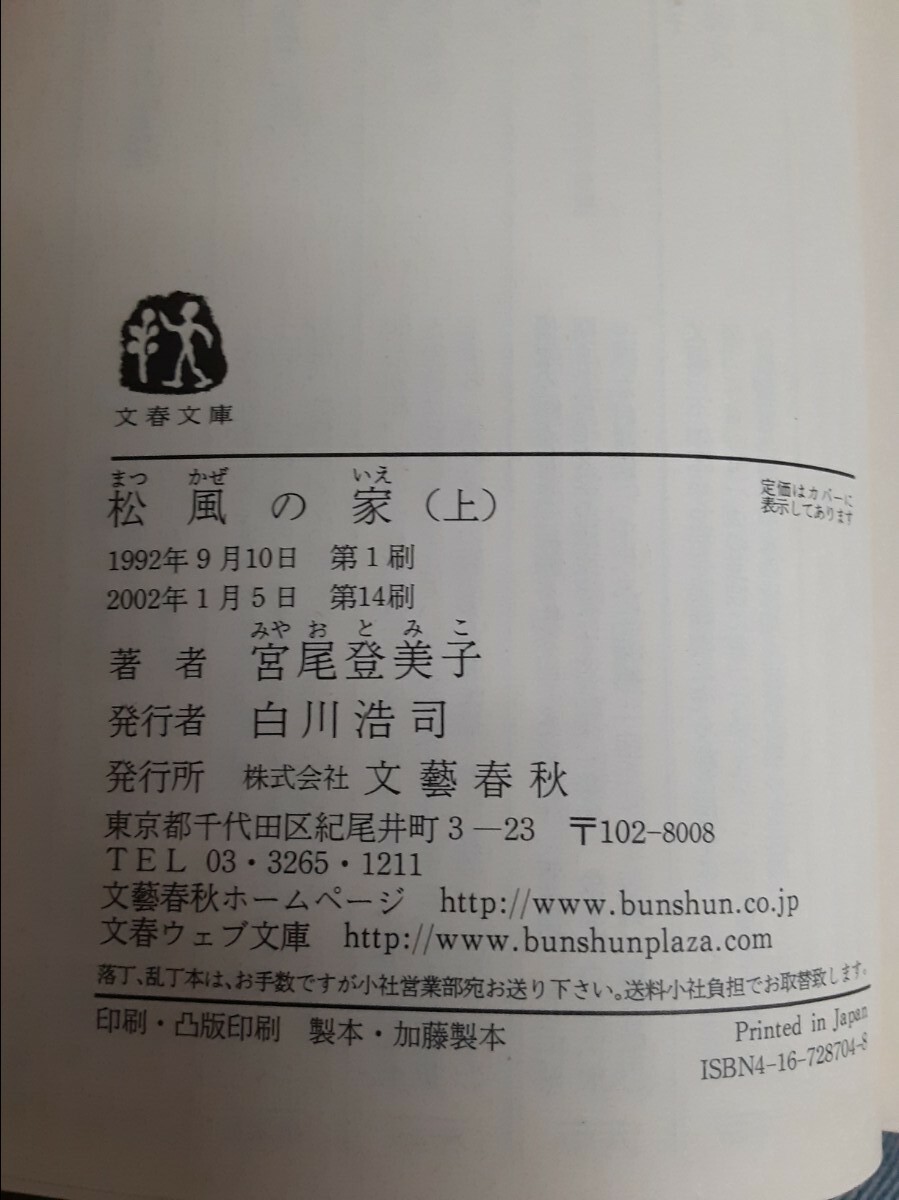 文春文庫
まつ かぜ いえ
松風の家(上)
定価はカバーに
表示してあります
1992年9月10日 第1刷
2002年1月5日 第14刷
みや お と み こ
著者 宮尾登美子
発行者 白川浩司
発行所 株式会社 文藝春秋
東京都千代田区紀尾井町3―23 〒102-8008
TEL 03・3265・1211
文藝春秋ホームページ http://www.bunshun.co.jp
文春ウェブ文庫 http://www.bunshunplaza.com
落丁、乱丁本は、お手数ですが小社営業部宛お送り下さい。送料小社負担でお取替致します。
印刷・凸版印刷 製本・加藤製本
Printed in Japan
ISBN4-16-728704-8